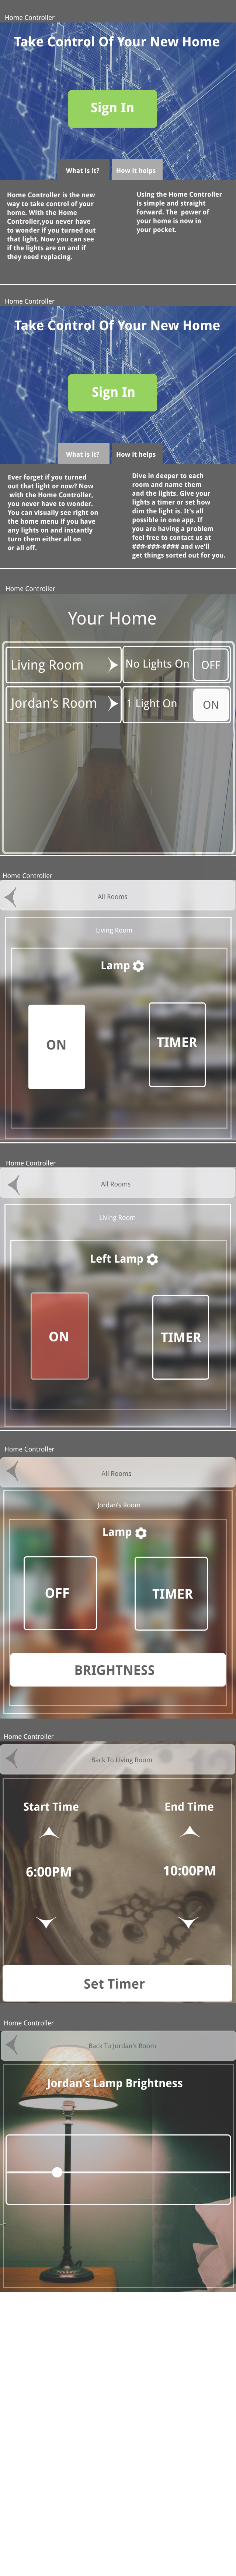 Home Controller
Take Control Of Your New Home
Sign In
What is it?
How it helps
Home Controller is the new
way to take control of your
home. With the Home
Controller,you never have
to wonder if you turned out
that light. Now you can see
if the lights are on and if
they need replacing.
Using the Home Controller
is simple and straight
forward. The power of
your home is now in
your pocket.
Home Controller
Take Control Of Your New Home
Sign In
What is it?
How it helps
Ever forget if you turned
out that light or now? Now
with the Home Controller,
you never have to wonder.
You can visually see right on
the home menu if you have
any lights on and instantly
turn them either all on
or all off.
Dive in deeper to each
room and name them
and the lights. Give your
lights a timer or set how
dim the light is. It's all
possible in one app. If
you are having a problem
feel free to contact us at
###-###-#### and we'll
get things sorted out for you.
Home Controller
Your Home
Living Room
No Lights On
OFF
Jordan's Room
1 Light On
ON
Home Controller
All Rooms
Living Room
Lamp
ON
TIMER
Home Controller
All Rooms
Living Room
Left Lamp
ON
TIMER
Home Controller
All Rooms
Jordan's Room
Lamp
OFF
TIMER
BRIGHTNESS
Home Controller
Back To Living Room
Start Time
End Time
6:00PM
10:00PM
Set Timer
Home Controller
Back To Jordan's Room
Jordan's Lamp Brightness